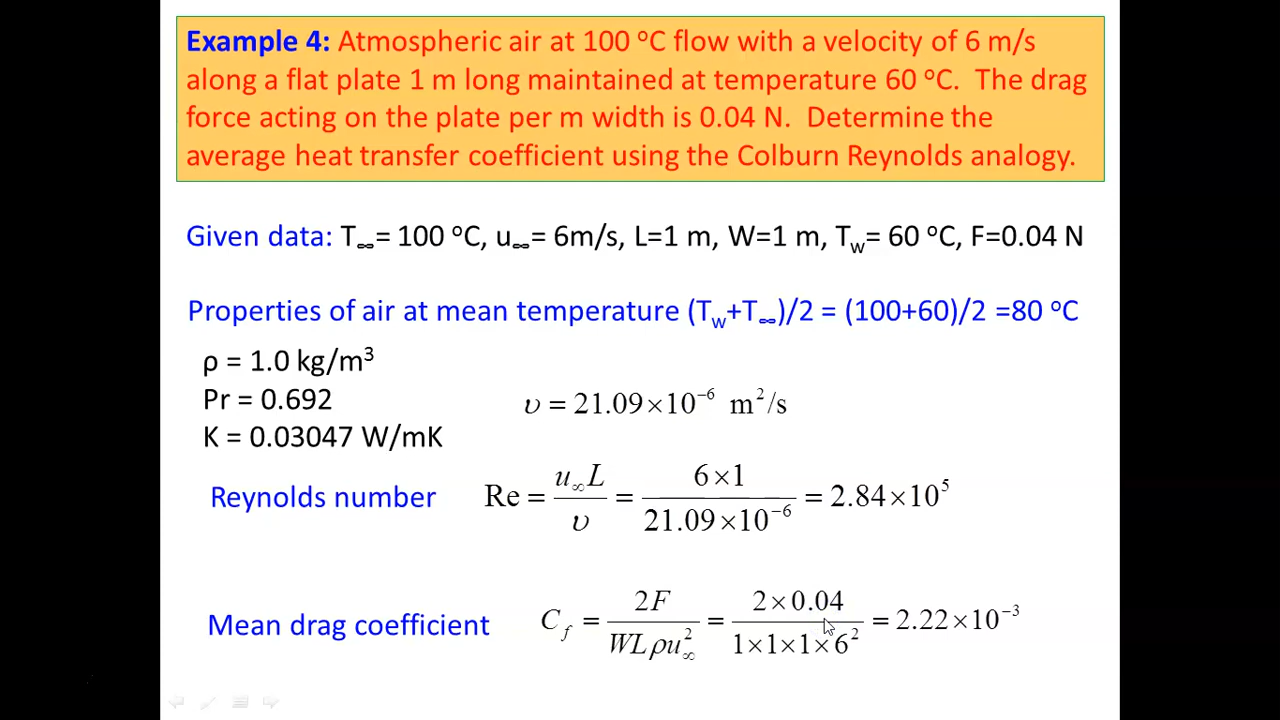 Example 4: Atmospheric air at 100 ⁰C flow with a velocity of 6 m/s
along a flat plate 1 m long maintained at temperature 60 ⁰C. The drag
force acting on the plate per m width is 0.04 N. Determine the
average heat transfer coefficient using the Colburn Reynolds analogy.
Given data: T∞= 100 ⁰C, u∞= 6m/s, L=1 m, W=1 m, Tw= 60 ⁰C, F=0.04 N
Properties of air at mean temperature (Tw+T∞)/2 = (100+60)/2 =80 ⁰C
ρ = 1.0 kg/m³
Pr = 0.692
υ = 21.09×10⁻⁶ m²/s
K = 0.03047 W/mK
Reynolds number Re = u∞L / υ = 6×1 / 21.09×10⁻⁶ = 2.84×10⁵
Mean drag coefficient Cf = 2F / WLρu∞² = 2×0.04 / 1×1×1×6² = 2.22×10⁻³